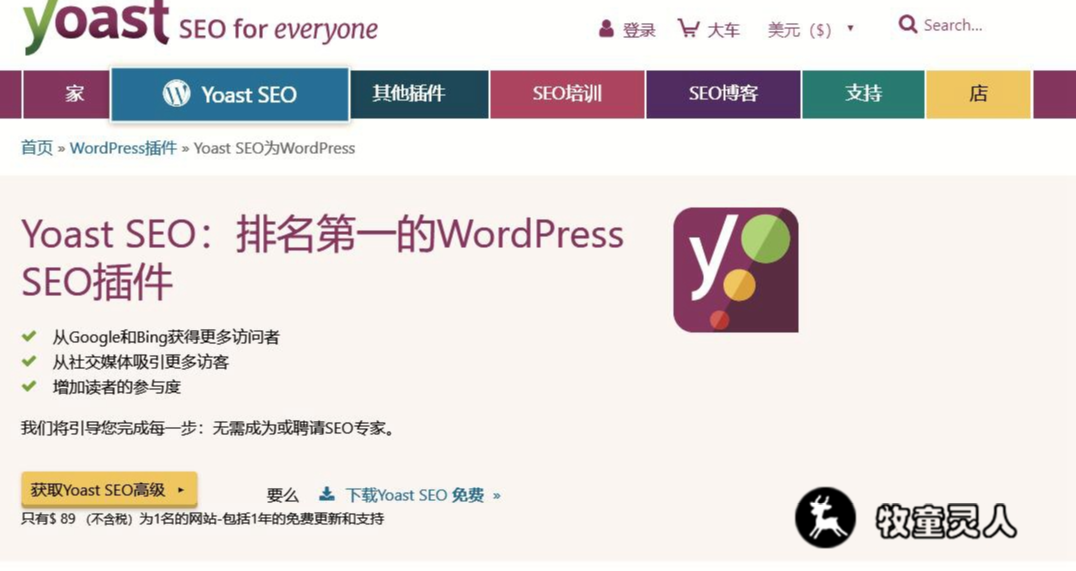 yoast SEO for everyone
登录 大车 美元 ($) Search...
家 Yoast SEO 其他插件 SEO培训 SEO博客 支持 店
首页 » WordPress插件 » Yoast SEO为WordPress
Yoast SEO：排名第一的WordPress
SEO插件
y
从Google和Bing获得更多访问者
从社交媒体吸引更多访客
增加读者的参与度
我们将引导您完成每一步：无需成为或聘请SEO专家。
获取Yoast SEO高级 要么 下载Yoast SEO 免费 »
只有$ 89 （不含税）为1名的网站-包括1年的免费更新和支持
牧童灵人